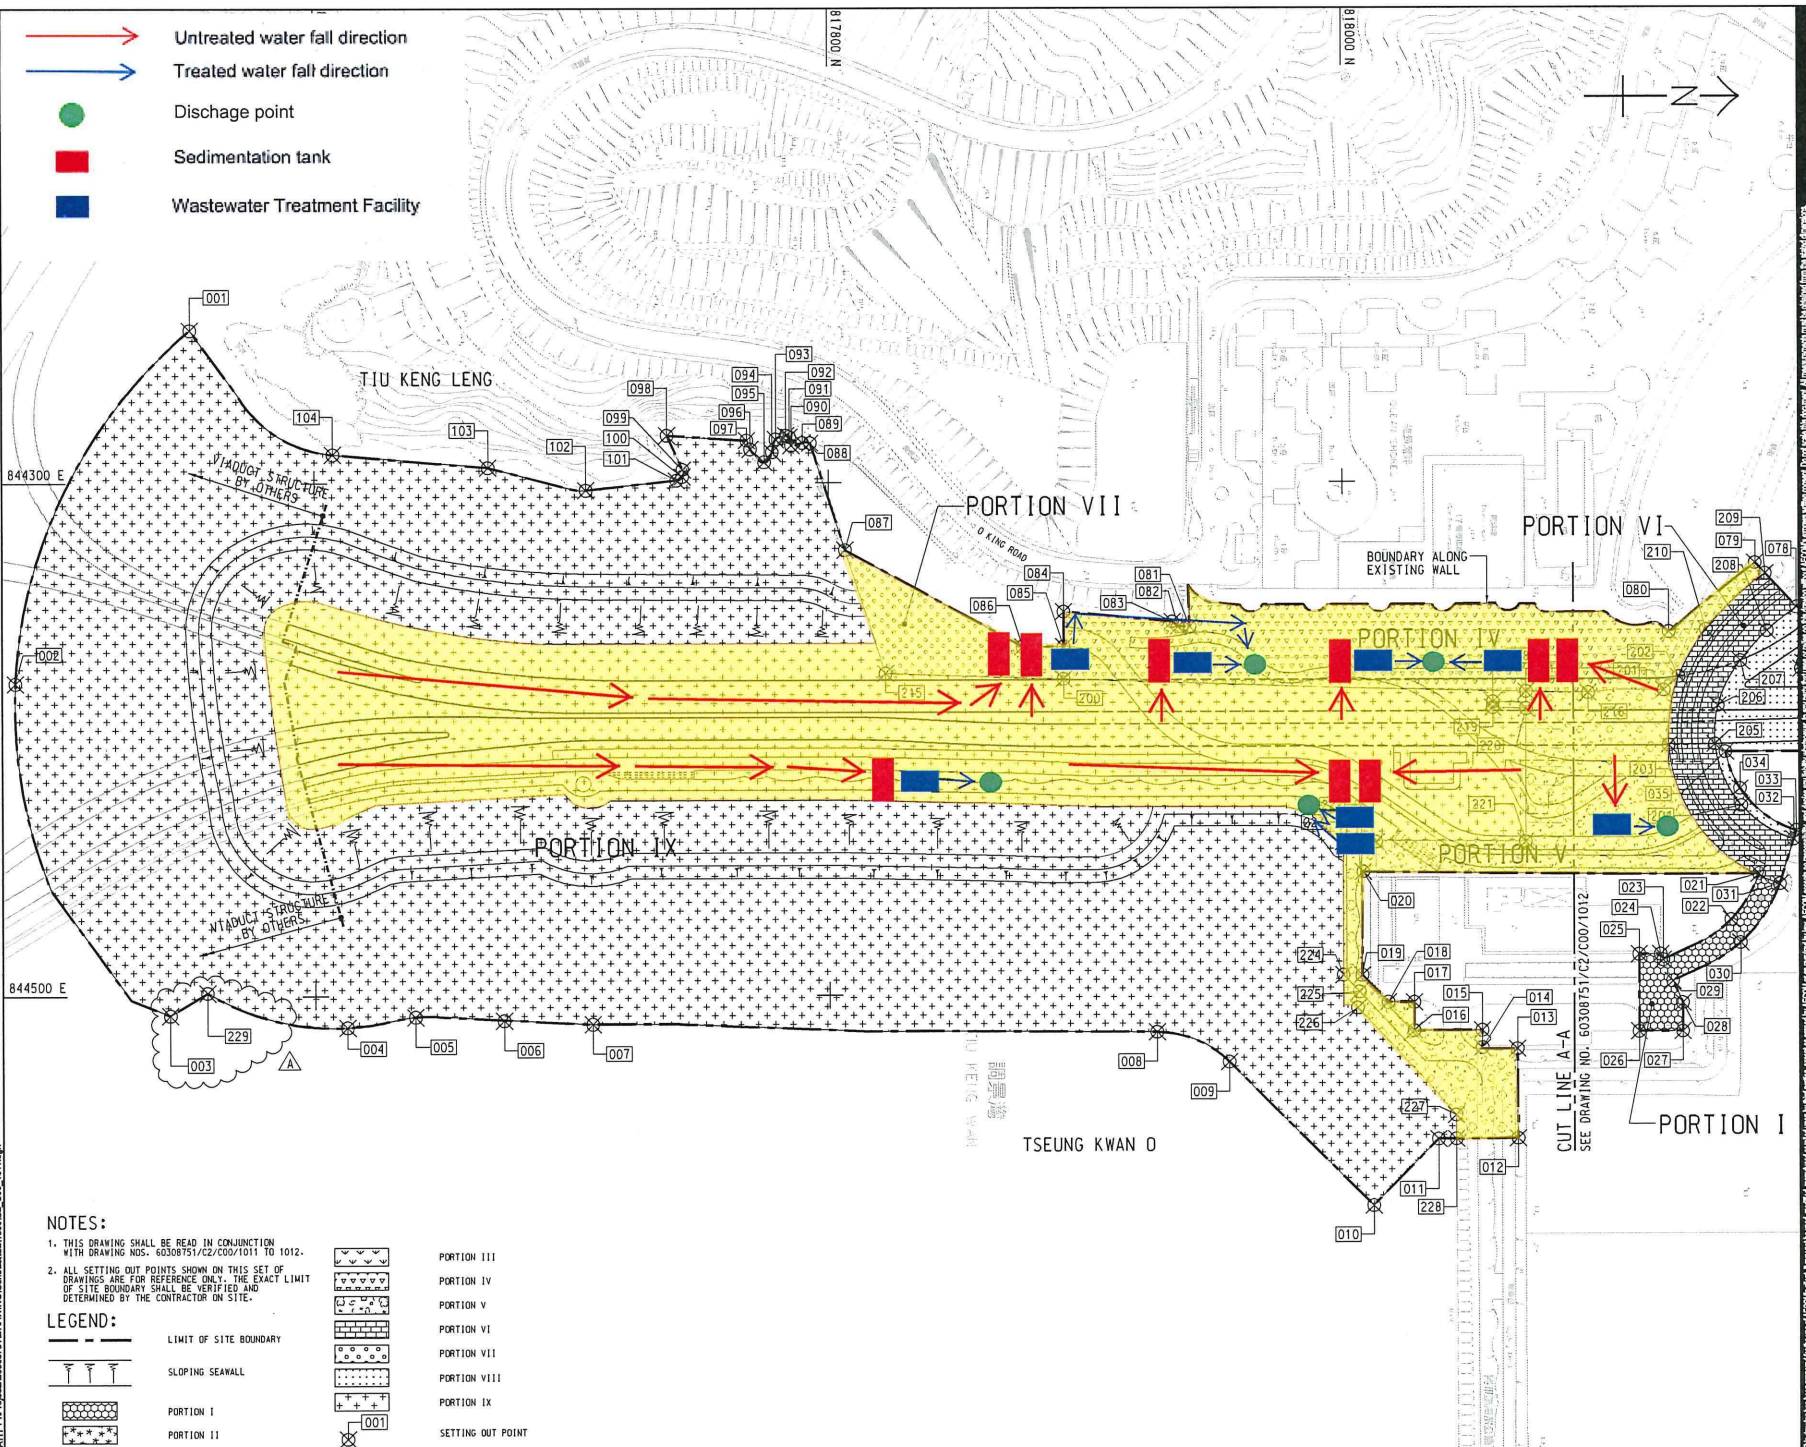 Untreated water fall direction
Treated water fall direction
Dischage point
Sedimentation tank
Wastewater Treatment Facility
817800 N
818000 N
N
001
TIU KENG LENG
104
103
102
098
099
100
101
097
096
095
094
093
092
091
090
089
088
087
844300 E
VIADUCT STRUCTURE
BY OTHERS
PORTION VII
O KING ROAD
PORTION VI
BOUNDARY ALONG
EXISTING WALL
209
079
078
210
208
080
081
082
083
084
085
086
PORTION IV
002
215
200
202
201
216
207
206
205
219
220
203
034
033
032
035
221
204
PORTION IX
PORTION V
VIADUCT STRUCTURE
BY OTHERS
020
023
024
025
021
031
022
030
029
028
027
026
224
225
226
019
018
017
016
015
014
013
227
012
011
228
010
009
008
007
006
005
004
229
003
A
844500 E
CUT LINE A-A
SEE DRAWING NO. 60308751/C2/C00/1012
PORTION I
TIU KENG WAN
調景灣
TSEUNG KWAN O
NOTES:
1. THIS DRAWING SHALL BE READ IN CONJUNCTION
WITH DRAWING NOS. 60308751/C2/C00/1011 TO 1012.
2. ALL SETTING OUT POINTS SHOWN ON THIS SET OF
DRAWINGS ARE FOR REFERENCE ONLY. THE EXACT LIMIT
OF SITE BOUNDARY SHALL BE VERIFIED AND
DETERMINED BY THE CONTRACTOR ON SITE.
LEGEND:
LIMIT OF SITE BOUNDARY
SLOPING SEAWALL
PORTION I
PORTION II
PORTION III
PORTION IV
PORTION V
PORTION VI
PORTION VII
PORTION VIII
PORTION IX
001
SETTING OUT POINT